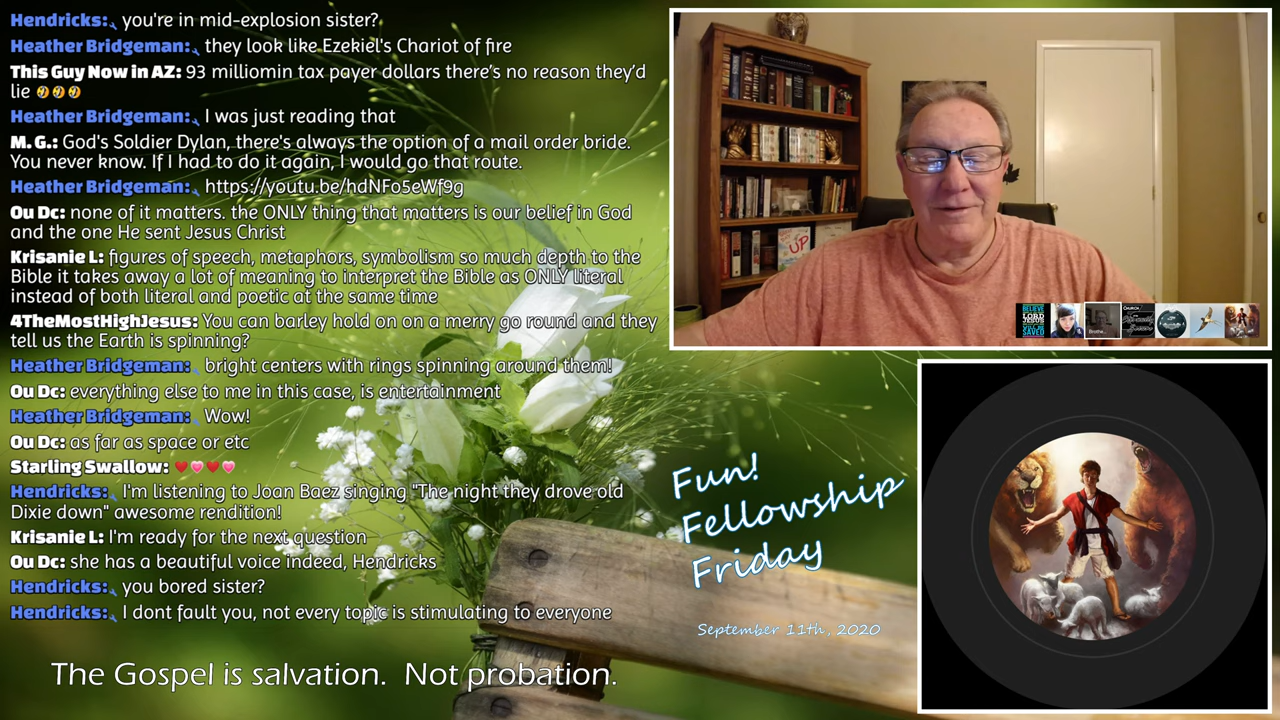 Hendricks: you're in mid-explosion sister?
Heather Bridgeman: they look like Ezekiel's Chariot of fire
This Guy Now in AZ: 93 milliomin tax payer dollars there's no reason they'd
lie 🤣🤣🤣
Heather Bridgeman: I was just reading that
M. G.: God's Soldier Dylan, there's always the option of a mail order bride.
You never know. If I had to do it again, I would go that route.
Heather Bridgeman: https://youtu.be/hdNFo5eWf9g
Ou Dc: none of it matters. the ONLY thing that matters is our belief in God
and the one He sent Jesus Christ
Krisanie L: figures of speech, metaphors, symbolism so much depth to the
Bible it takes away a lot of meaning to interpret the Bible as ONLY literal
instead of both literal and poetic at the same time
4TheMostHighJesus: You can barley hold on on a merry go round and they
tell us the Earth is spinning?
Heather Bridgeman: bright centers with rings spinning around them!
Ou Dc: everything else to me in this case, is entertainment
Heather Bridgeman: Wow!
Ou Dc: as far as space or etc
Starling Swallow: ❤️💗❤️💗
Hendricks: I'm listening to Joan Baez singing "The night they drove old
Dixie down" awesome rendition!
Krisanie L: I'm ready for the next question
Ou Dc: she has a beautiful voice indeed, Hendricks
Hendricks: you bored sister?
Hendricks: I dont fault you, not every topic is stimulating to everyone
The Gospel is salvation. Not probation.
UP
BELIEVE
LORD
JESUS
SAVED
Brothe...
Church
Fun!
Fellowship
Friday
September 11th, 2020